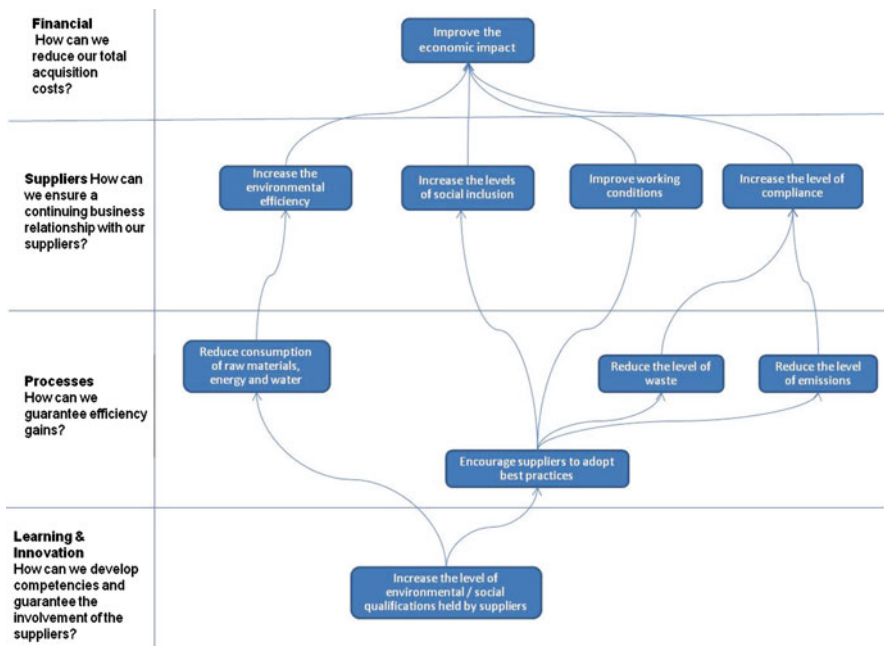 Financial
How can we
reduce our total
acquisition
costs?
Improve the
economic impact
Suppliers How can
we ensure a
continuing business
relationship with our
suppliers?
Increase the
environmental
efficiency
Increase the levels
of social inclusion
Improve working
conditions
Increase the level of
compliance
Processes
How can we
guarantee efficiency
gains?
Reduce consumption
of raw materials,
energy and water
Reduce the level of
waste
Reduce the level
of emissions
Encourage suppliers to adopt
best practices
Learning &
Innovation
How can we develop
competencies and
guarantee the
involvement of the
suppliers?
Increase the level of
environmental / social
qualifications held by suppliers